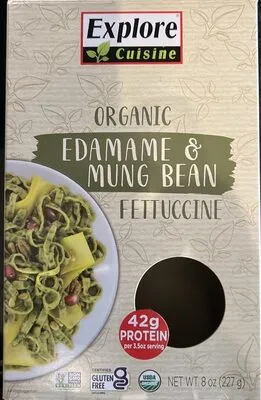 Explore
Cuisine
ORGANIC
EDAMAME &
MUNG BEAN
FETTUCCINE
42g
PROTEIN
per 3.5oz serving
CERTIFIED
GLUTEN
FREE
USDA
ORGANIC
NET WT. 8 oz (227 g)